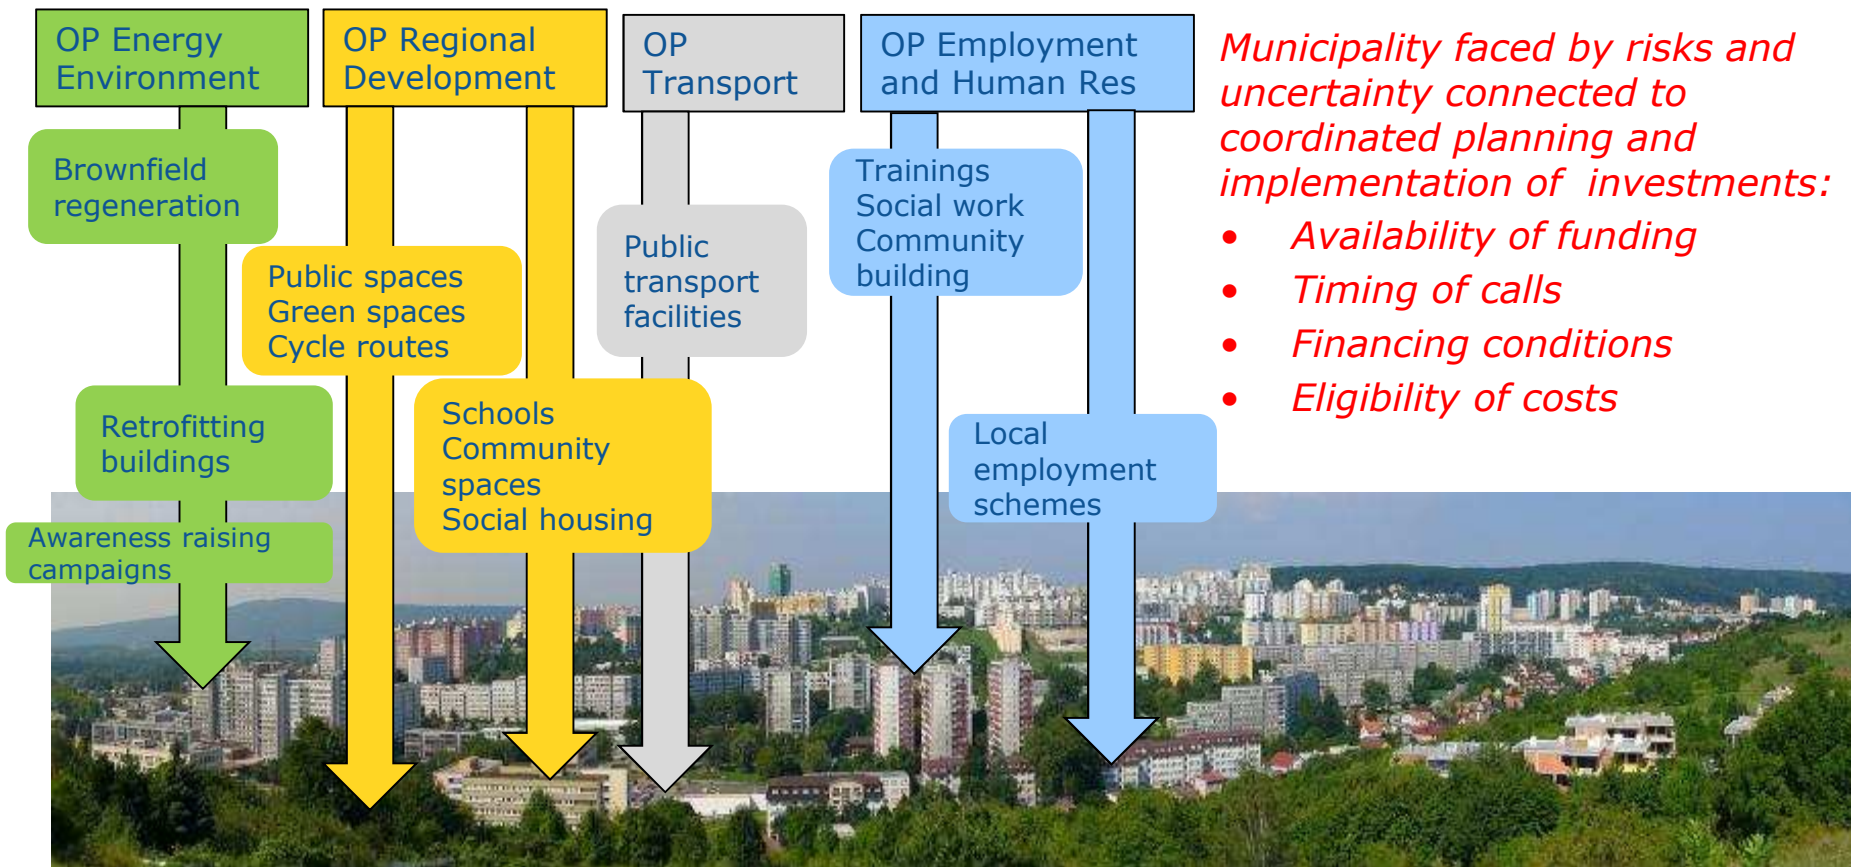 OP Energy
Environment
OP Regional
Development
OP
Transport
OP Employment
and Human Res
Municipality faced by risks and
uncertainty connected to
coordinated planning and
implementation of investments:
• Availability of funding
• Timing of calls
• Financing conditions
• Eligibility of costs
Brownfield
regeneration
Public spaces
Green spaces
Cycle routes
Public
transport
facilities
Trainings
Social work
Community
building
Retrofitting
buildings
Schools
Community
spaces
Social housing
Local
employment
schemes
Awareness raising
campaigns